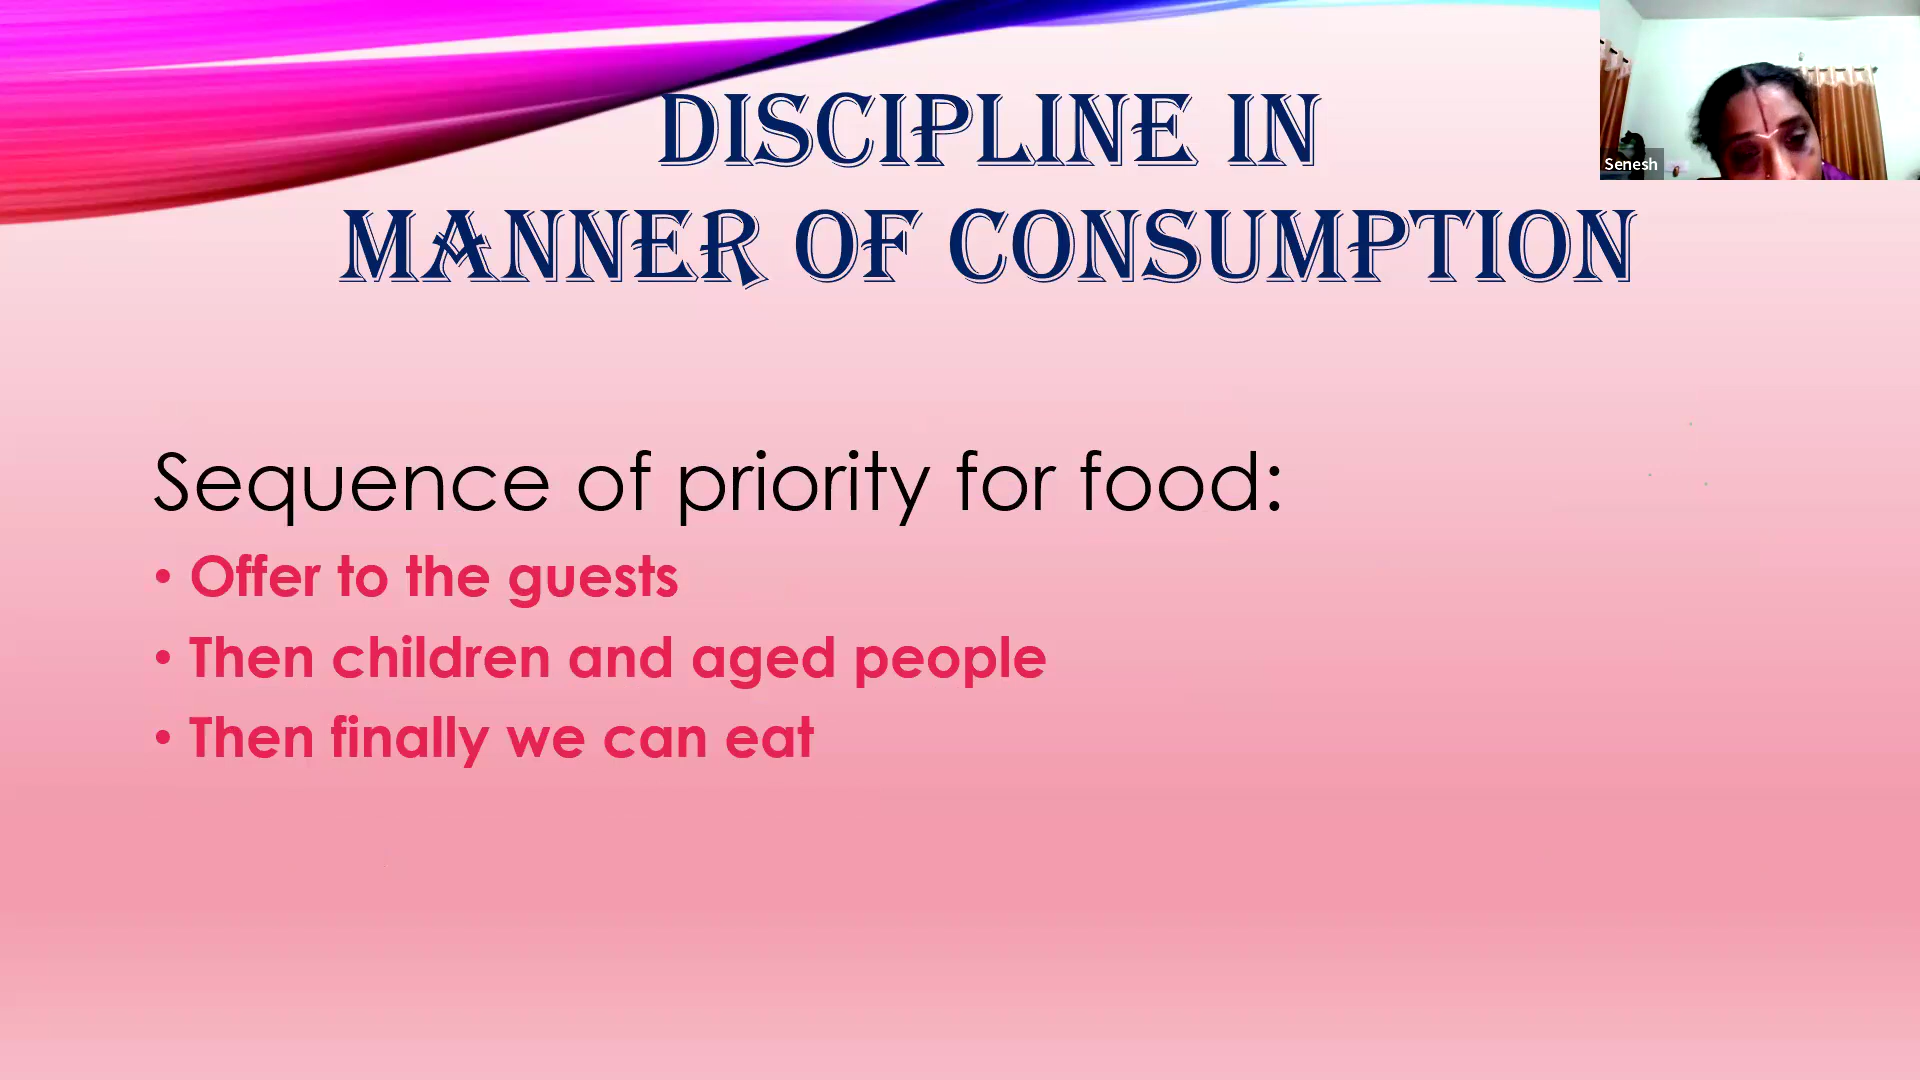 DISCIPLINE IN
MANNER OF CONSUMPTION
Senesh
Sequence of priority for food:
• Offer to the guests
• Then children and aged people
• Then finally we can eat